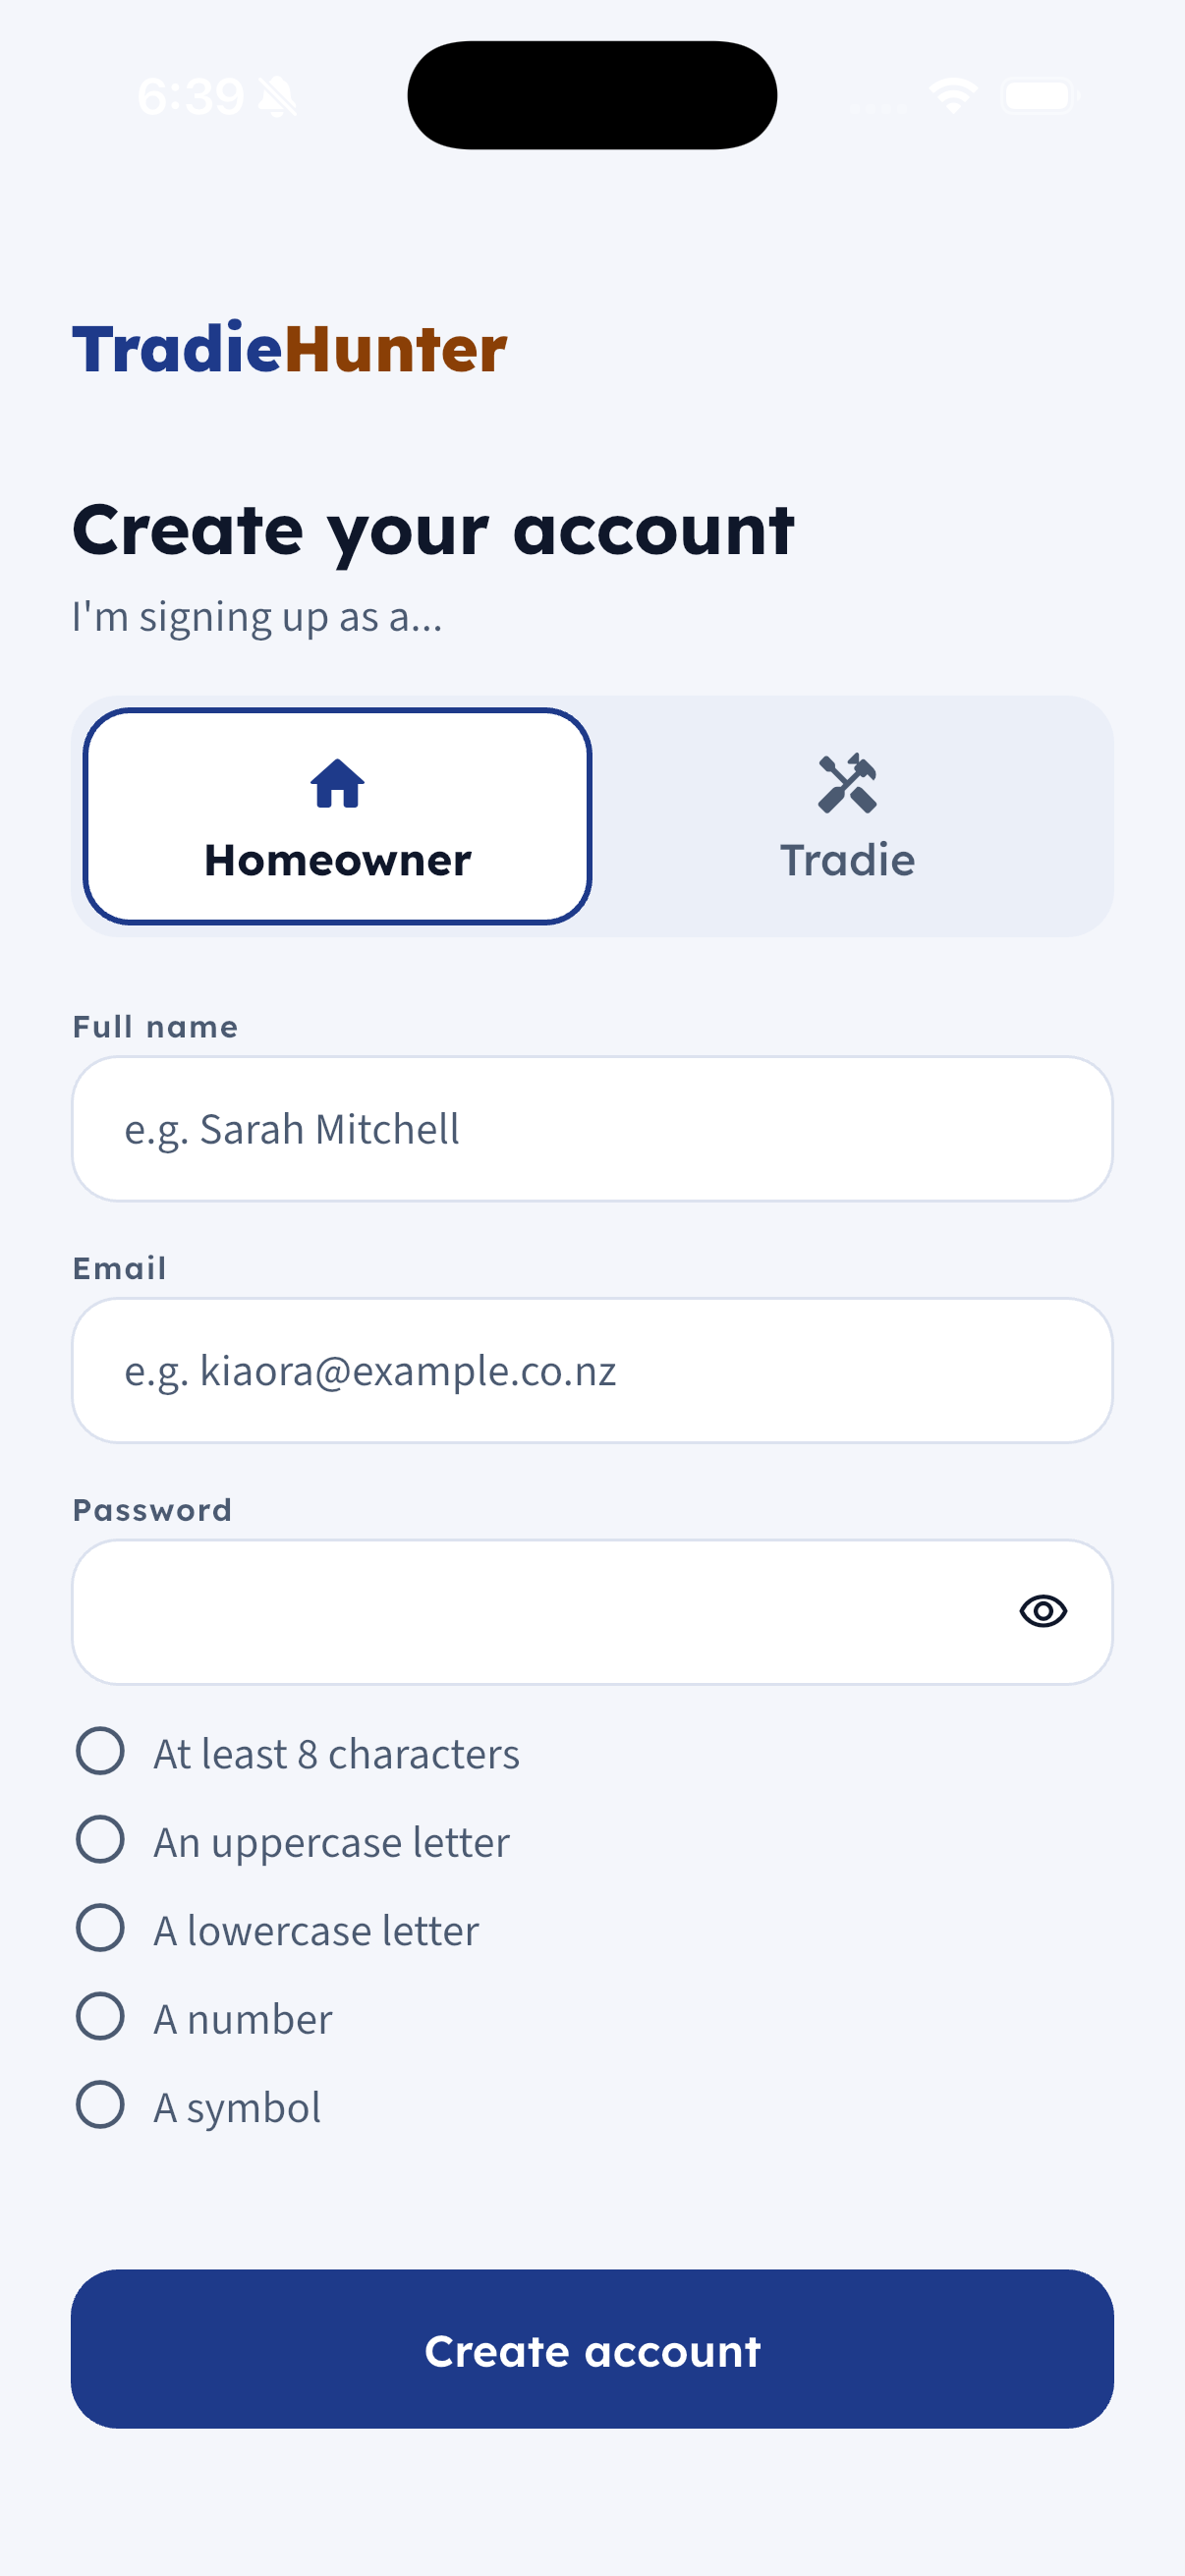 6:39
TradieHunter
Create your account
I'm signing up as a...
Homeowner
Tradie
Full name
e.g. Sarah Mitchell
Email
e.g. kiaora@example.co.nz
Password
At least 8 characters
An uppercase letter
A lowercase letter
A number
A symbol
Create account